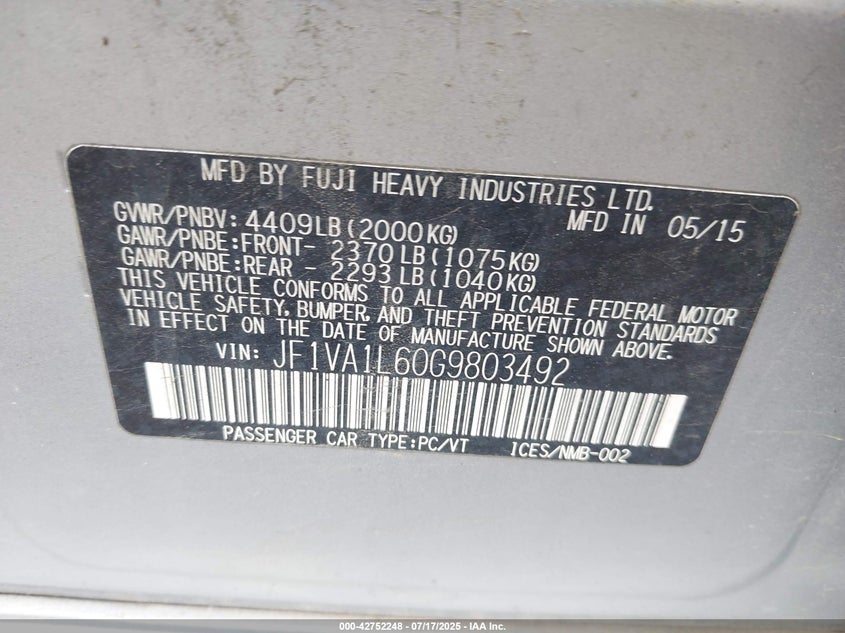 MFD BY FUJI HEAVY INDUSTRIES LTD.
GVWR/PNBV: 4409LB(2000KG) MFD IN 05/15
GAWR/PNBE:FRONT- 2370LB(1075KG)
GAWR/PNBE:REAR - 2293LB(1040KG)
THIS VEHICLE CONFORMS TO ALL APPLICABLE FEDERAL MOTOR
VEHICLE SAFETY, BUMPER, AND THEFT PREVENTION STANDARDS
IN EFFECT ON THE DATE OF MANUFACTURE SHOWN ABOVE.
VIN: JF1VA1L60G9803492
PASSENGER CAR TYPE:PC/VT ICES/NMB-002
000-42752248 - 07/17/2025 - IAA Inc.